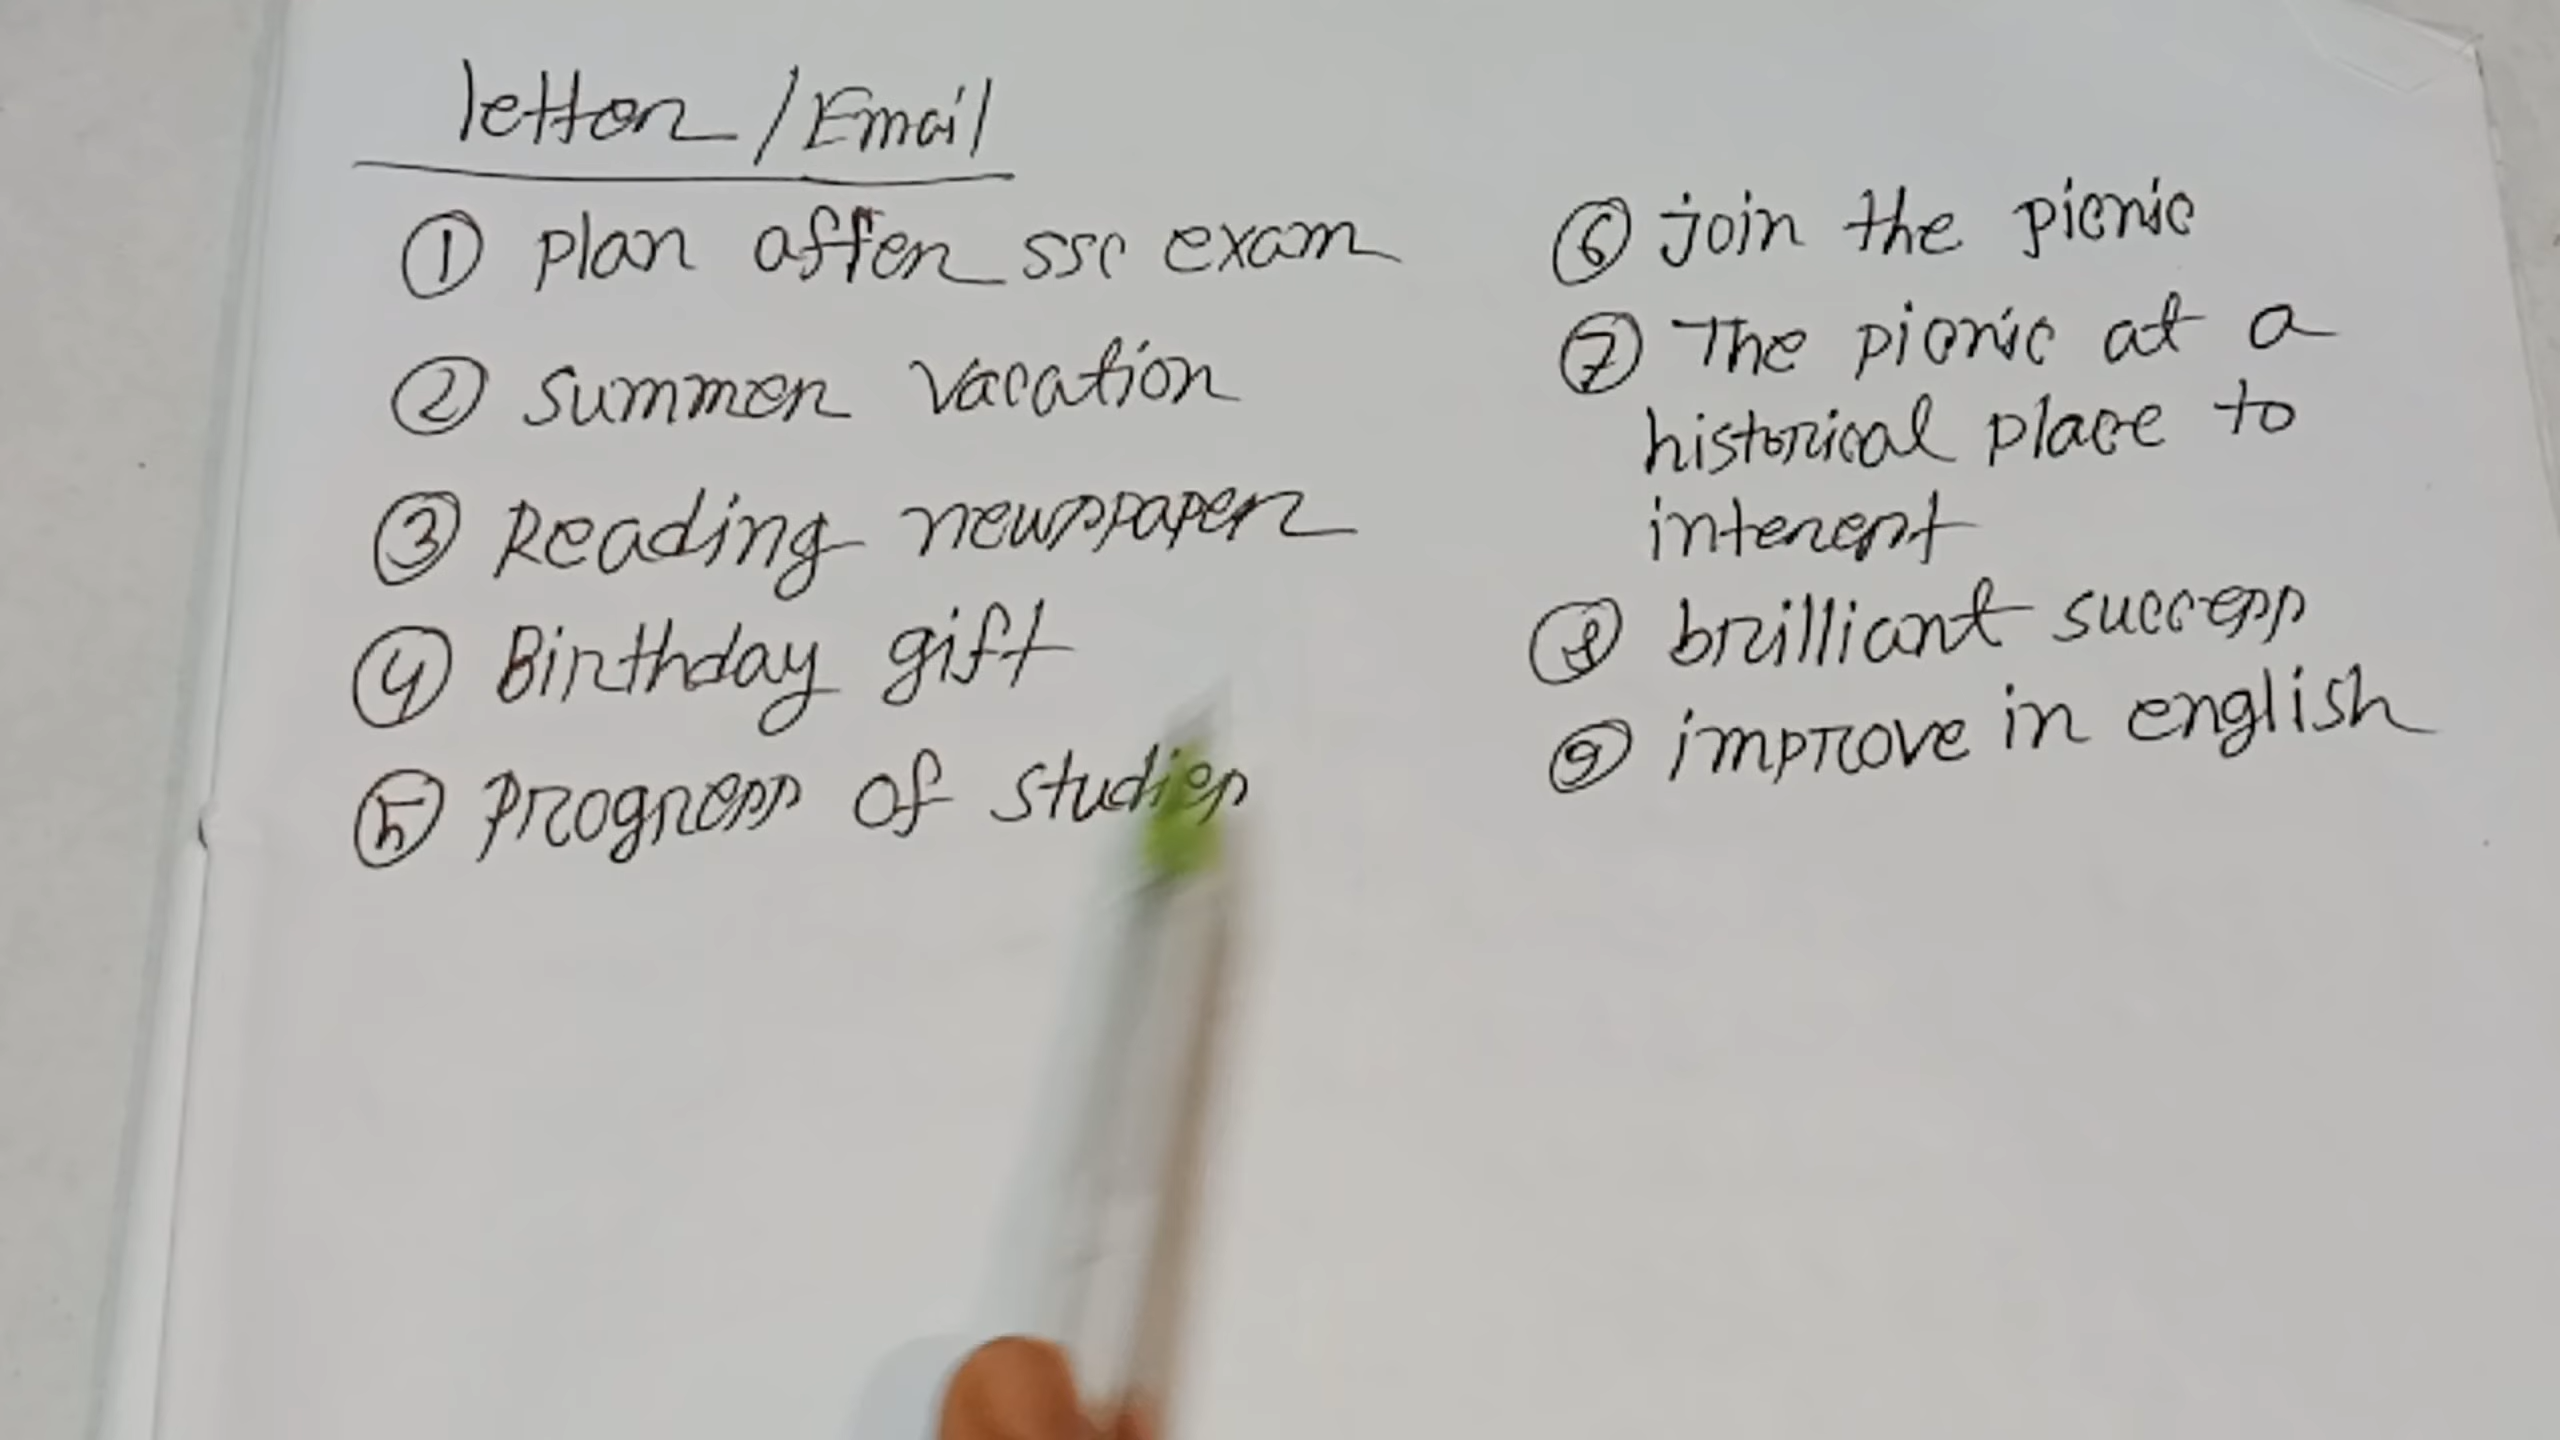 letter / Email
① plan after ssc exam
② summer vacation
③ Reading newspaper
④ Birthday gift
⑤ progress of studies
⑥ join the picnic
⑦ The picnic at a
historical place to
interest
⑧ brilliant success
⑨ improve in english